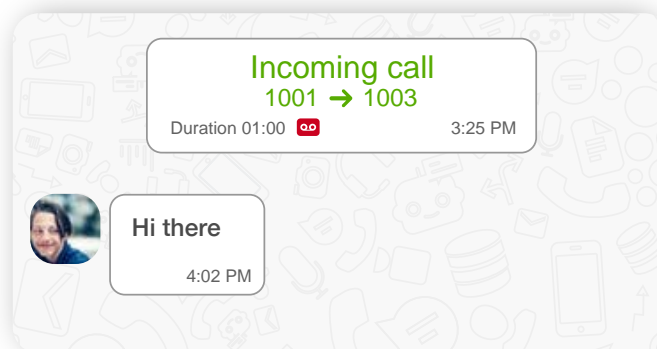 Incoming call
1001 → 1003
Duration 01:00 3:25 PM
Hi there
4:02 PM